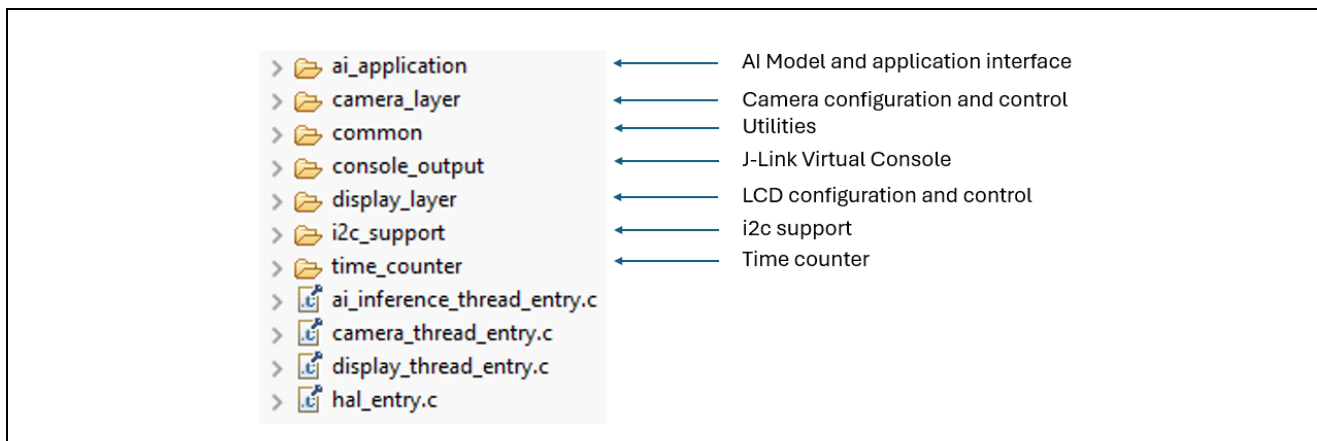 ai_application AI Model and application interface
camera_layer Camera configuration and control
common Utilities
console_output J-Link Virtual Console
display_layer LCD configuration and control
i2c_support i2c support
time_counter Time counter
ai_inference_thread_entry.c
camera_thread_entry.c
display_thread_entry.c
hal_entry.c